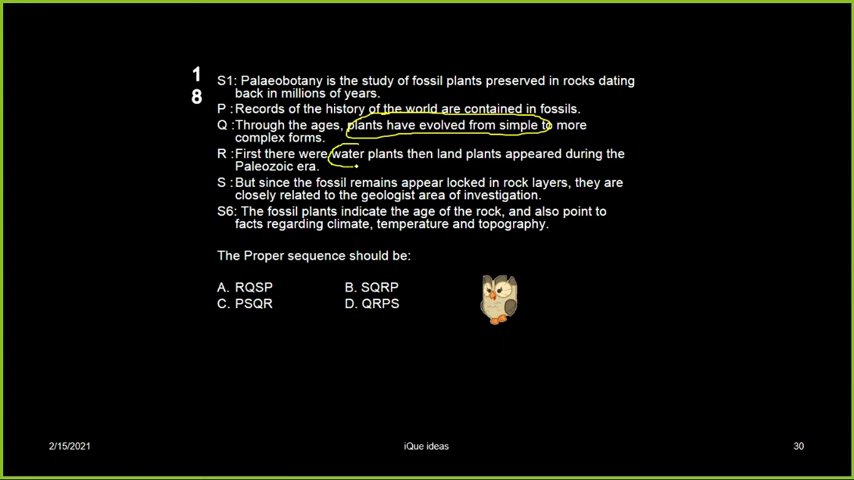 1
8
S1: Palaeobotany is the study of fossil plants preserved in rocks dating
back in millions of years.
P : Records of the history of the world are contained in fossils.
Q : Through the ages, plants have evolved from simple to more
complex forms.
R : First there were water plants then land plants appeared during the
Paleozoic era.
S : But since the fossil remains appear locked in rock layers, they are
closely related to the geologist area of investigation.
S6: The fossil plants indicate the age of the rock, and also point to
facts regarding climate, temperature and topography.
The Proper sequence should be:
A. RQSP B. SQRP
C. PSQR D. QRPS
2/15/2021 iQue ideas 30